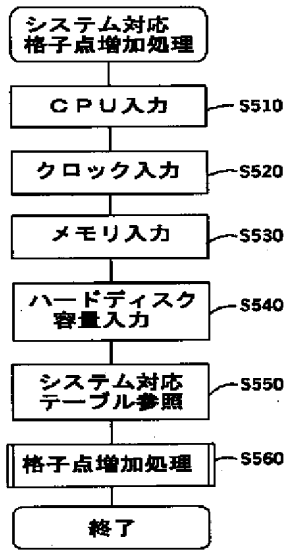 システム対応
格子点増加処理
CPU入力
S510
クロック入力
S520
メモリ入力
S530
ハードディスク
容量入力
S540
システム対応
テーブル参照
S550
格子点増加処理
S560
終了